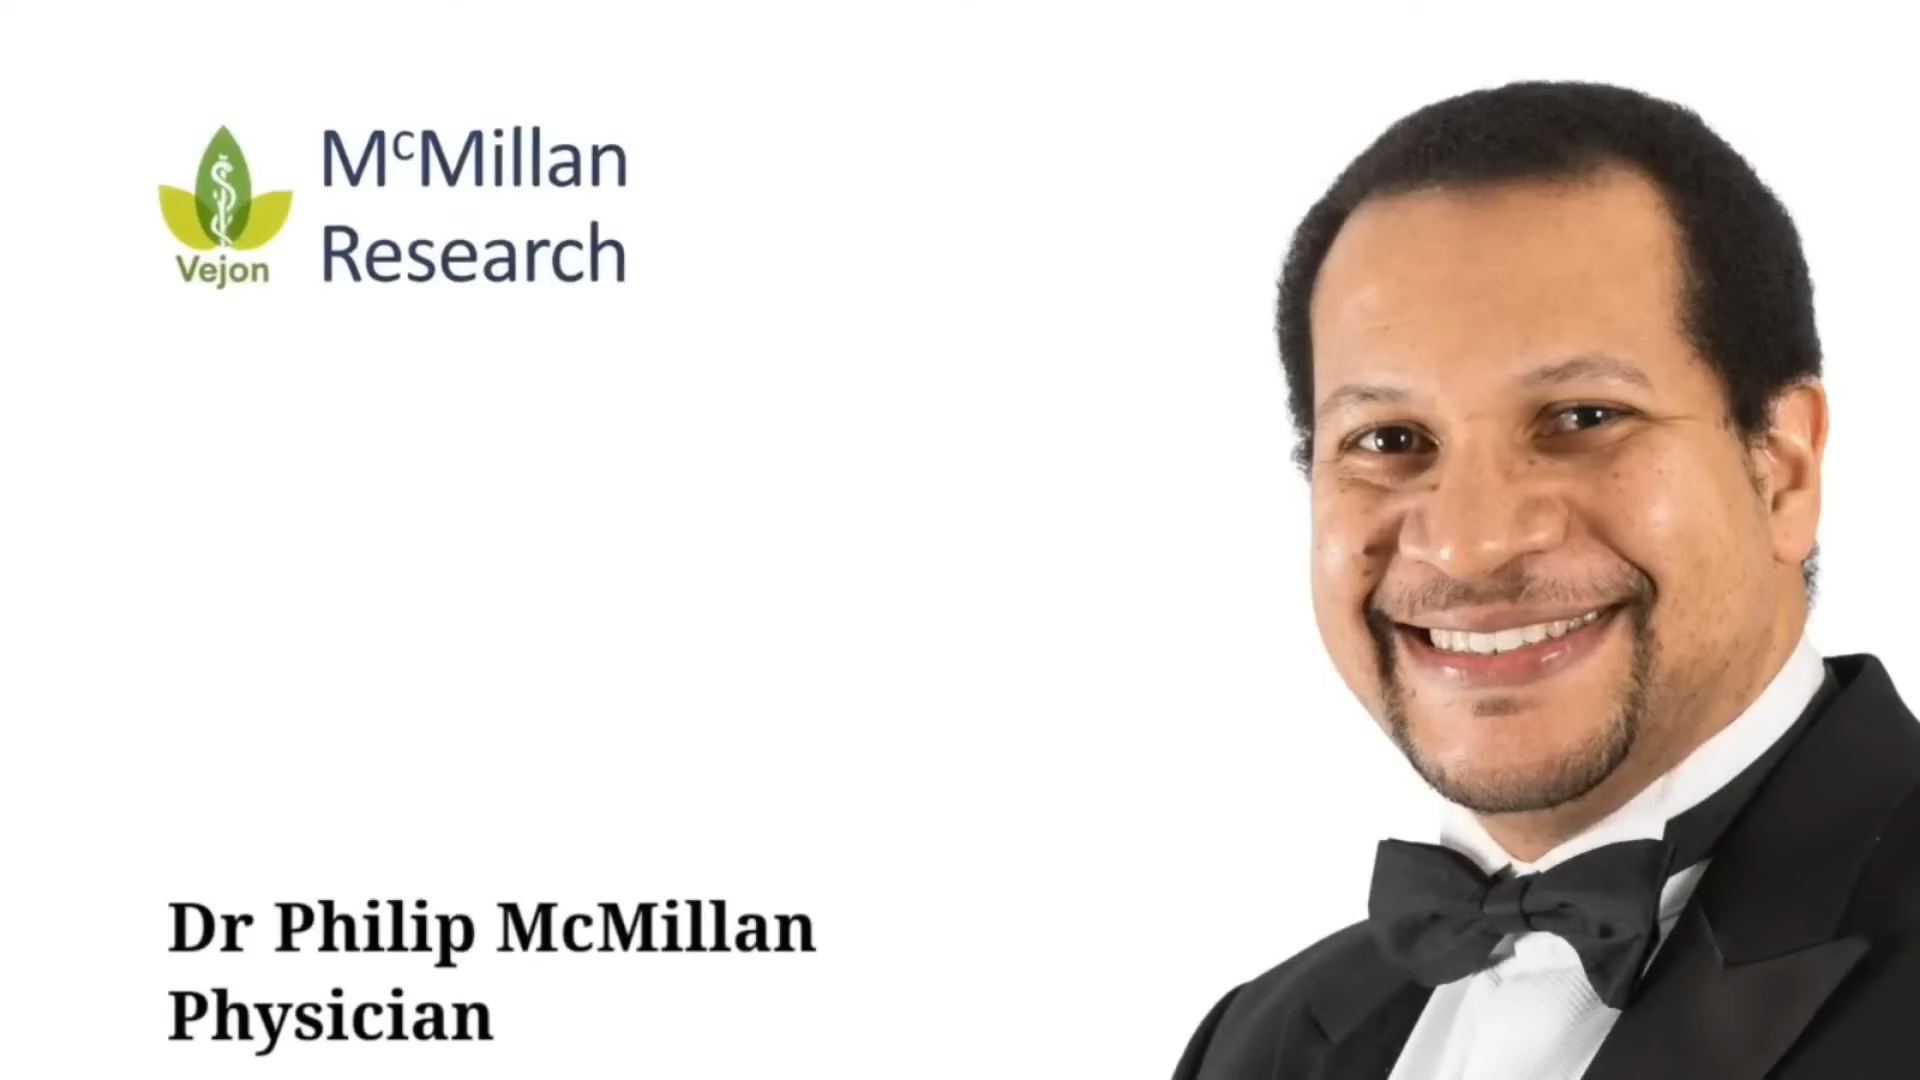 McMillan
Research
Vejon
Dr Philip McMillan
Physician